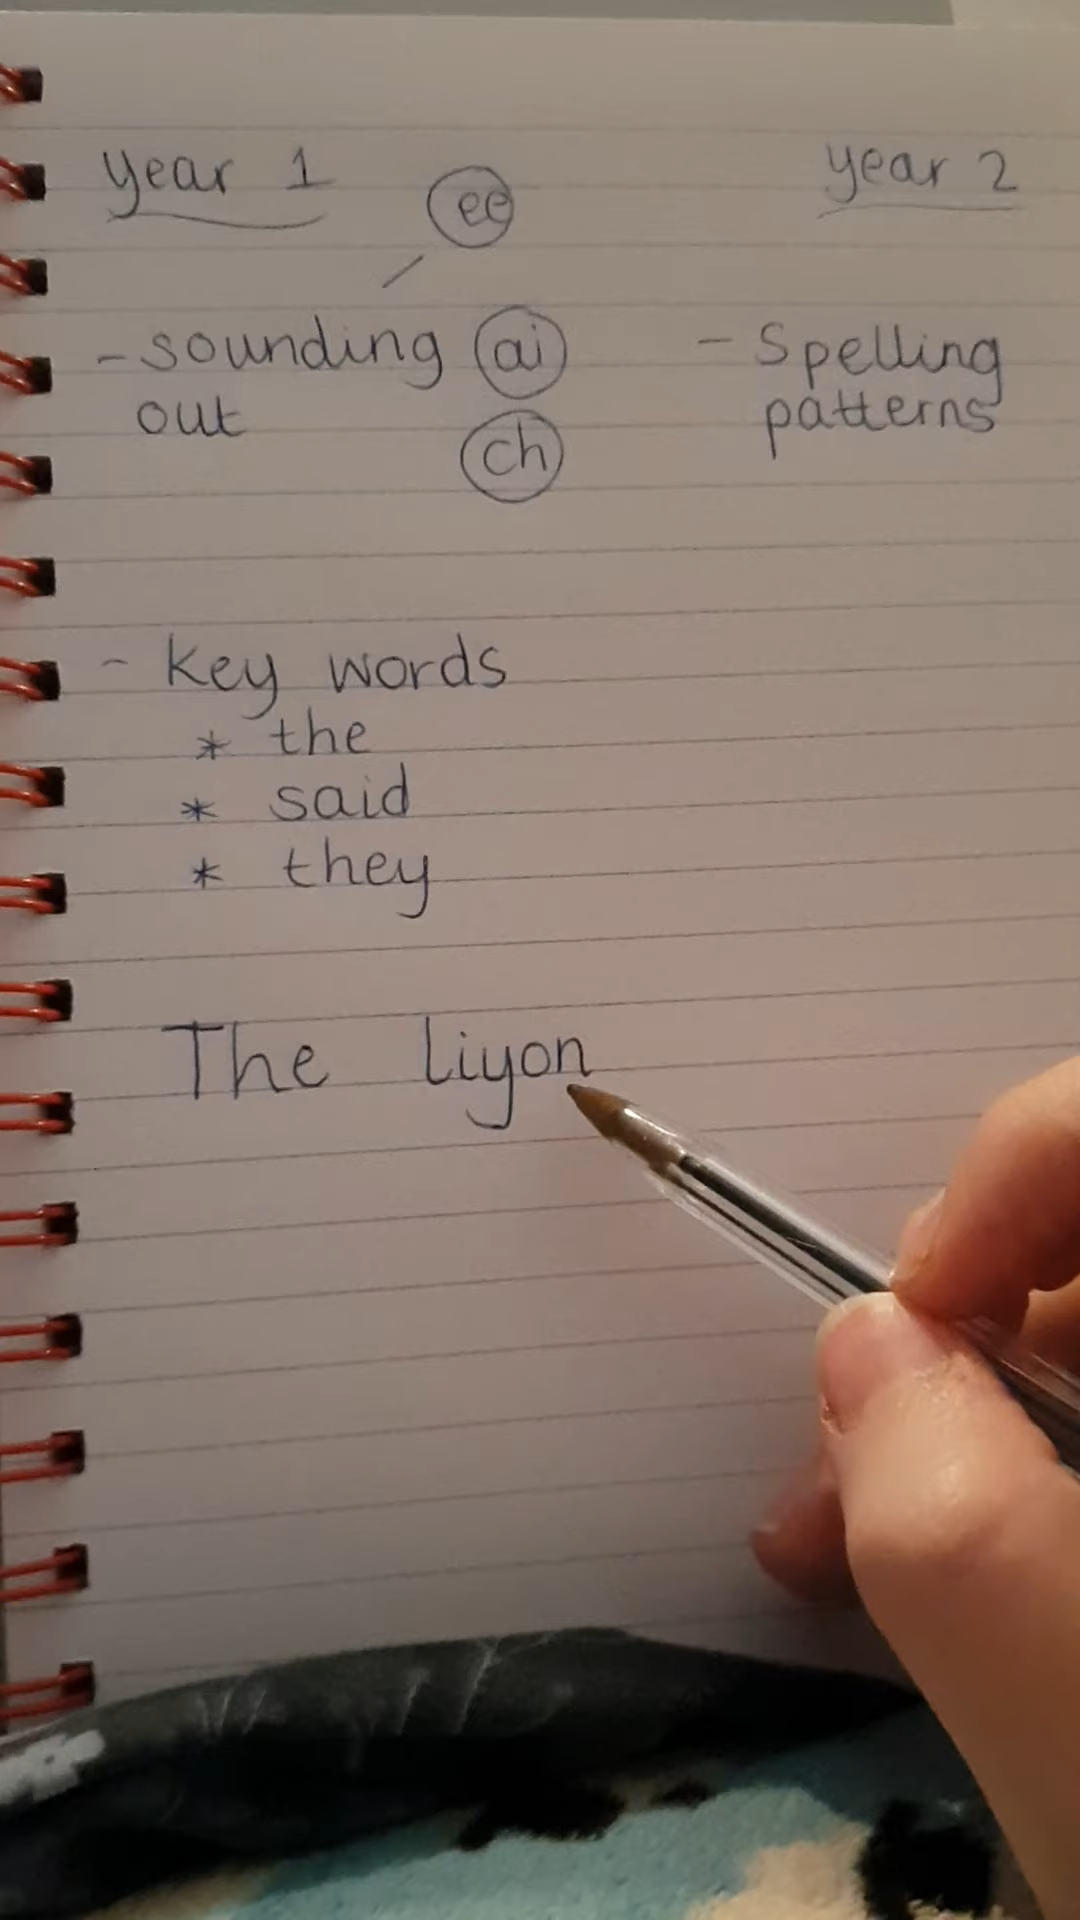 year 1
ee
year 2
- sounding
out
ai
ch
- Spelling
patterns
- key words
* the
* said
* they
The liyon